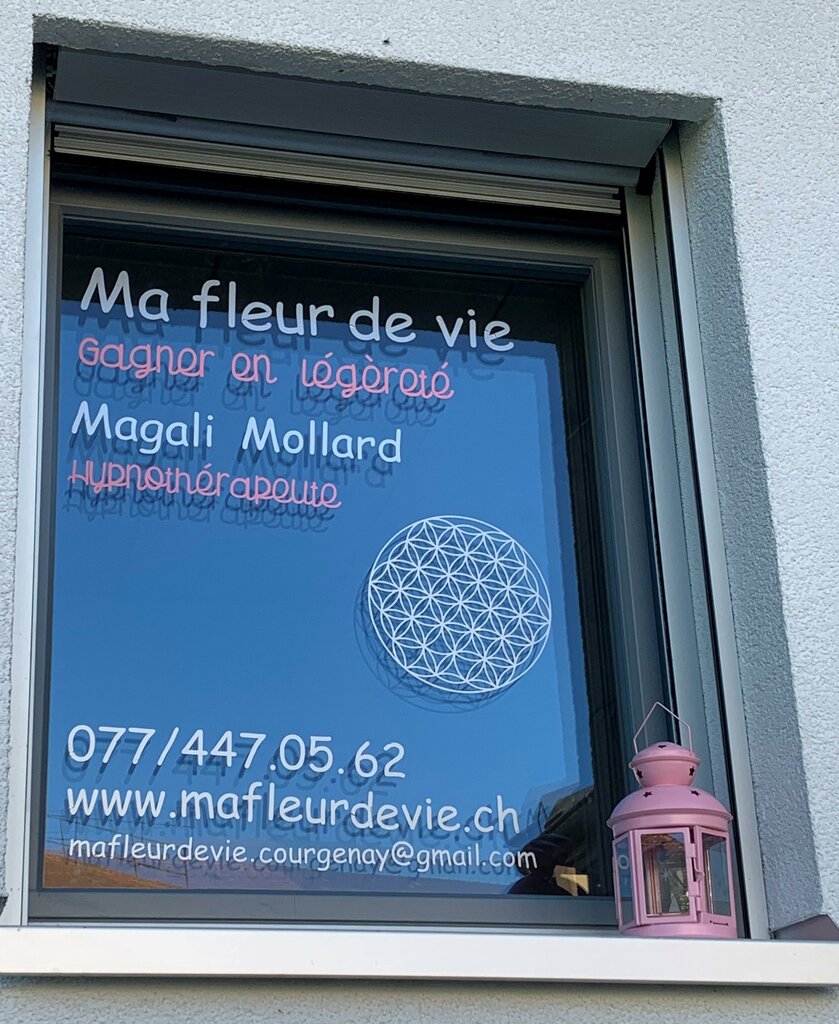 Ma fleur de vie
Gagner en légèreté
Magali Mollard
Hypnothérapeute
077/447.05.62
www.mafleurdevie.ch
mafleurdevie.courgenay@gmail.com